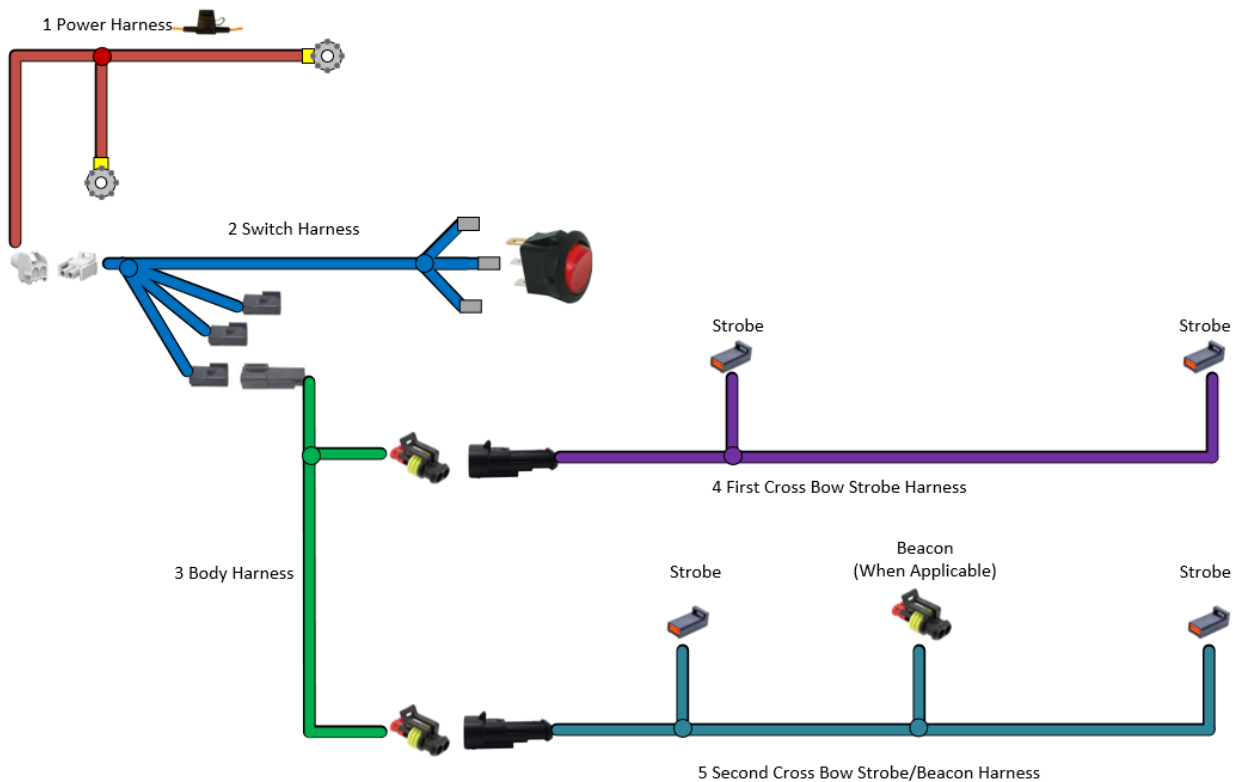 1 Power Harness
2 Switch Harness
Strobe
Strobe
4 First Cross Bow Strobe Harness
3 Body Harness
Strobe
Beacon
(When Applicable)
Strobe
5 Second Cross Bow Strobe/Beacon Harness